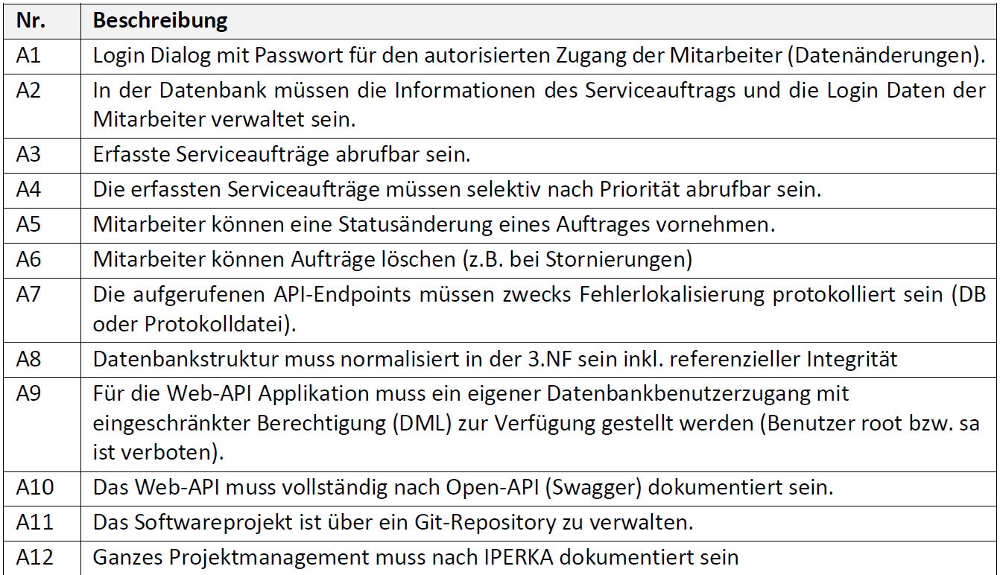 Nr. Beschreibung
A1 Login Dialog mit Passwort für den autorisierten Zugang der Mitarbeiter (Datenänderungen).
A2 In der Datenbank müssen die Informationen des Serviceauftrags und die Login Daten der
Mitarbeiter verwaltet sein.
A3 Erfasste Serviceaufträge abrufbar sein.
A4 Die erfassten Serviceaufträge müssen selektiv nach Priorität abrufbar sein.
A5 Mitarbeiter können eine Statusänderung eines Auftrages vornehmen.
A6 Mitarbeiter können Aufträge löschen (z.B. bei Stornierungen)
A7 Die aufgerufenen API-Endpoints müssen zwecks Fehlerlokalisierung protokolliert sein (DB
oder Protokolldatei).
A8 Datenbankstruktur muss normalisiert in der 3.NF sein inkl. referenzieller Integrität
A9 Für die Web-API Applikation muss ein eigener Datenbankbenutzerzugang mit
eingeschränkter Berechtigung (DML) zur Verfügung gestellt werden (Benutzer root bzw. sa
ist verboten).
A10 Das Web-API muss vollständig nach Open-API (Swagger) dokumentiert sein.
A11 Das Softwareprojekt ist über ein Git-Repository zu verwalten.
A12 Ganzes Projektmanagement muss nach IPERKA dokumentiert sein